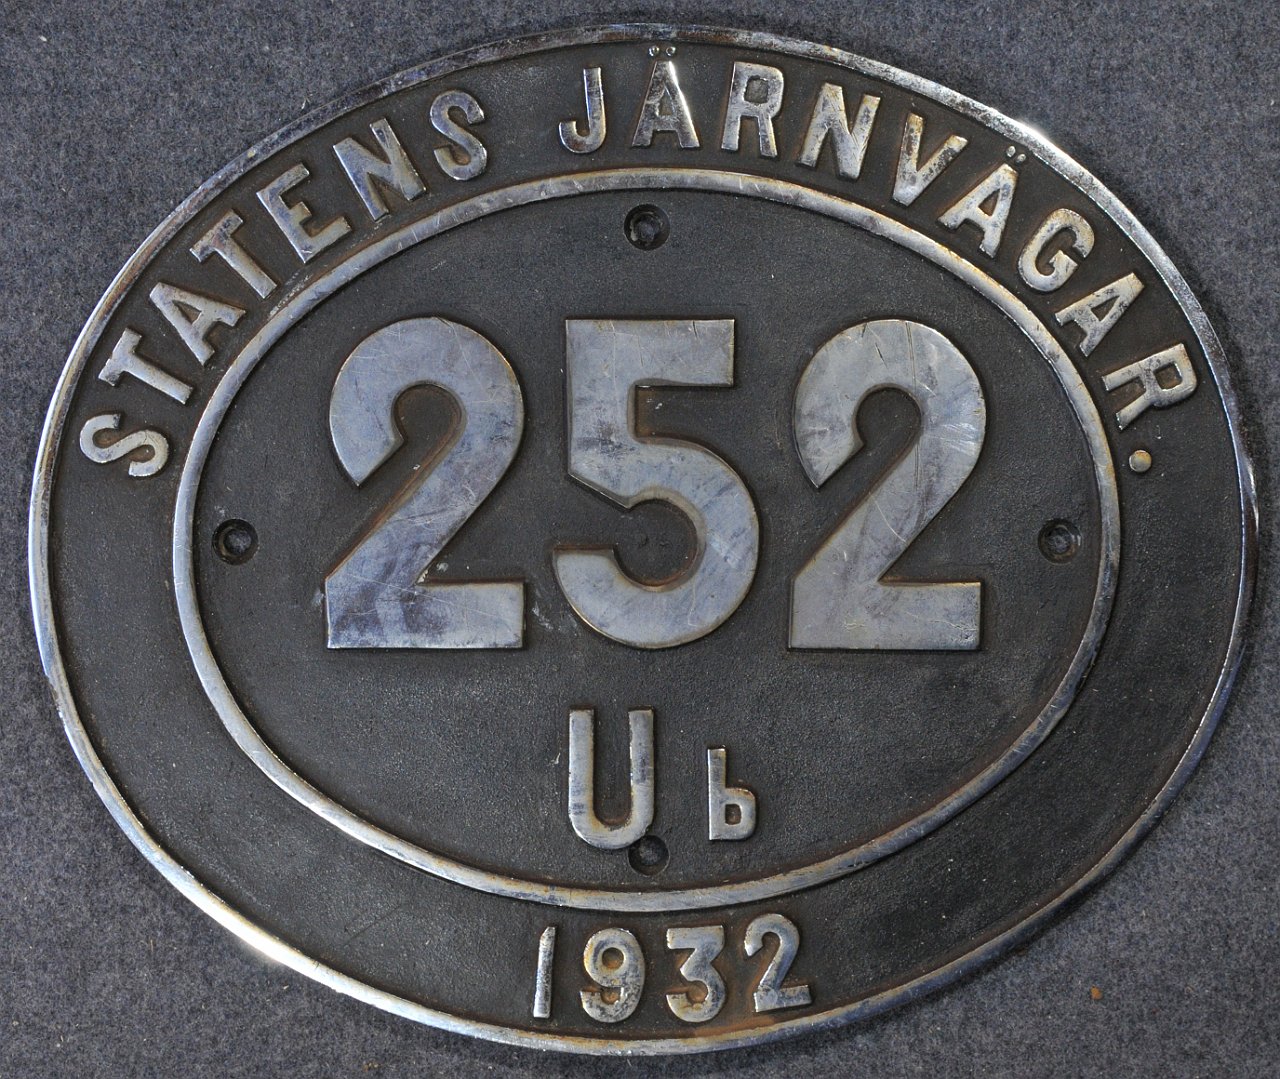 STATENS JÄRNVÄGAR.
252
Ub
1932